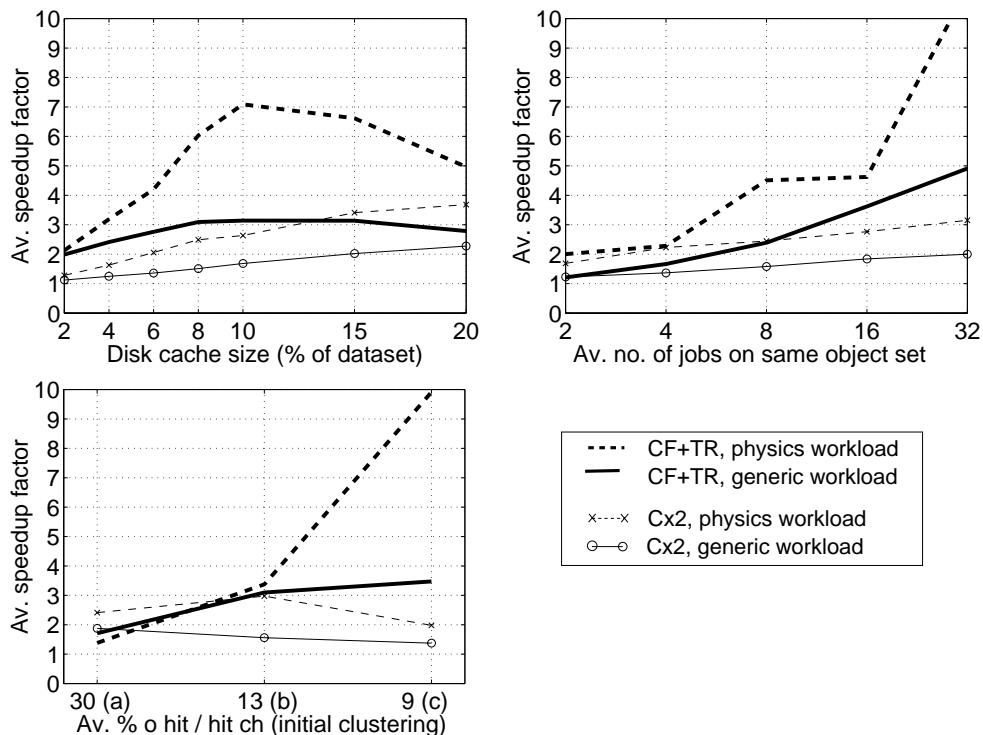 10
9
8
7
6
5
4
3
2
1
0
Av. speedup factor
2 4 6 8 10 15 20
Disk cache size (% of dataset)
10
9
8
7
6
5
4
3
2
1
0
Av. speedup factor
2 4 8 16 32
Av. no. of jobs on same object set
10
9
8
7
6
5
4
3
2
1
0
Av. speedup factor
30 (a) 13 (b) 9 (c)
Av. % o hit / hit ch (initial clustering)
CF+TR, physics workload
CF+TR, generic workload
Cx2, physics workload
Cx2, generic workload